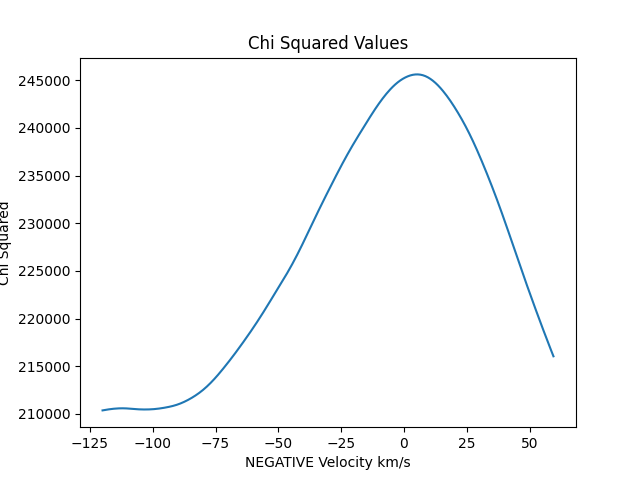 Chi Squared Values
245000
240000
235000
230000
225000
220000
215000
210000
Chi Squared
−125 −100 −75 −50 −25 0 25 50
NEGATIVE Velocity km/s